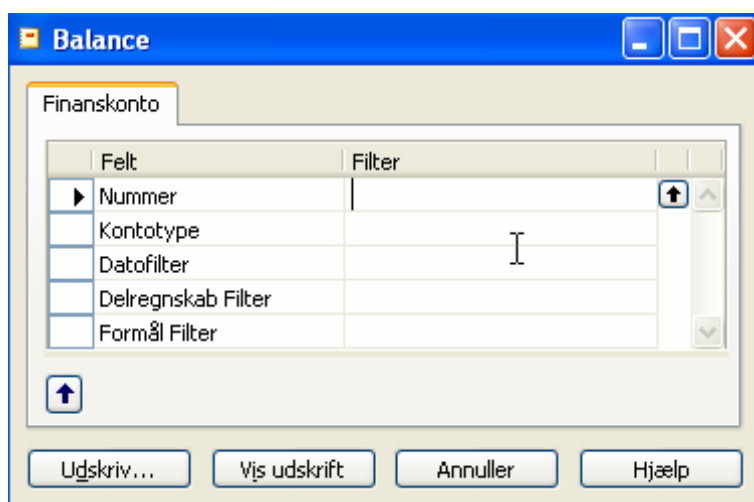 Balance
Finanskonto
Felt Filter
Nummer
Kontotype
Datofilter
Delregnskab Filter
Formål Filter
Udskriv... Vis udskrift Annuller Hjælp